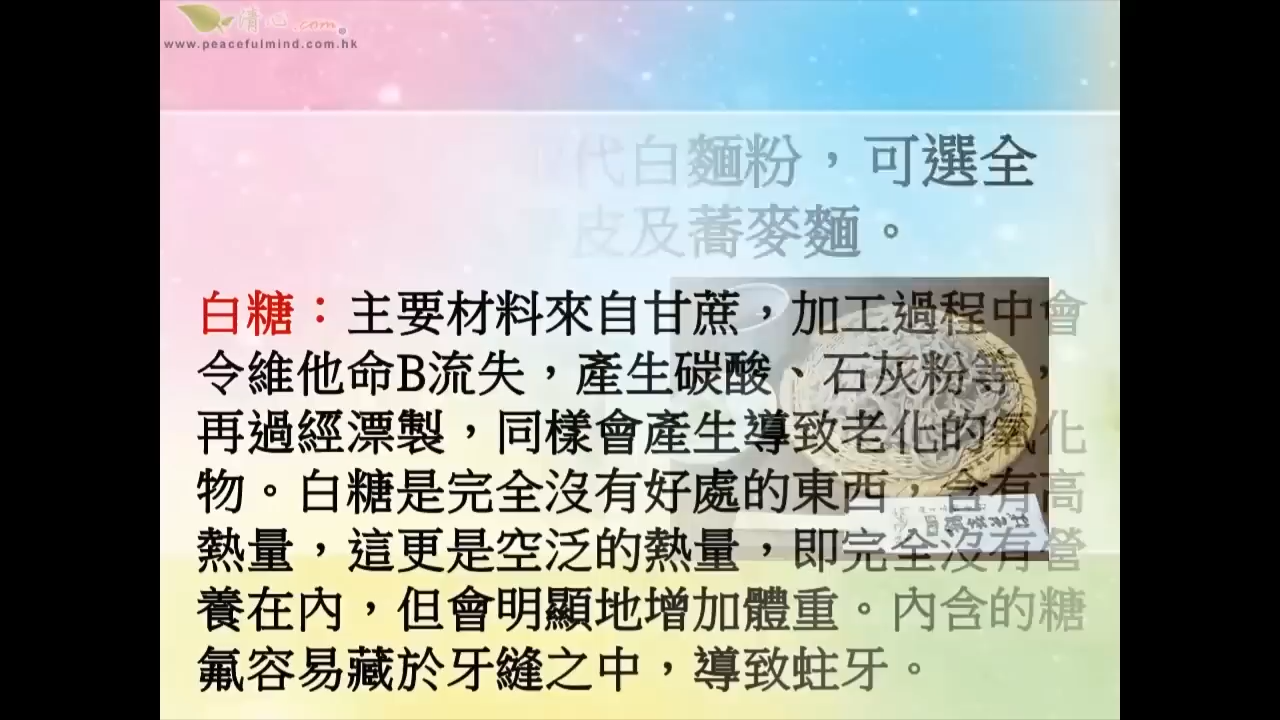 清心.com
www.peacefulmind.com.hk
代白麵粉，可選全
皮及蕎麥麵。
白糖：主要材料來自甘蔗，加工過程中會
令維他命B流失，產生碳酸、石灰粉等，
再過經漂製，同樣會產生導致老化的氧化
物。白糖是完全沒有好處的東西，含有高
熱量，這更是空泛的熱量，即完全沒有營
養在內，但會明顯地增加體重。內含的糖
氟容易藏於牙縫之中，導致蛀牙。